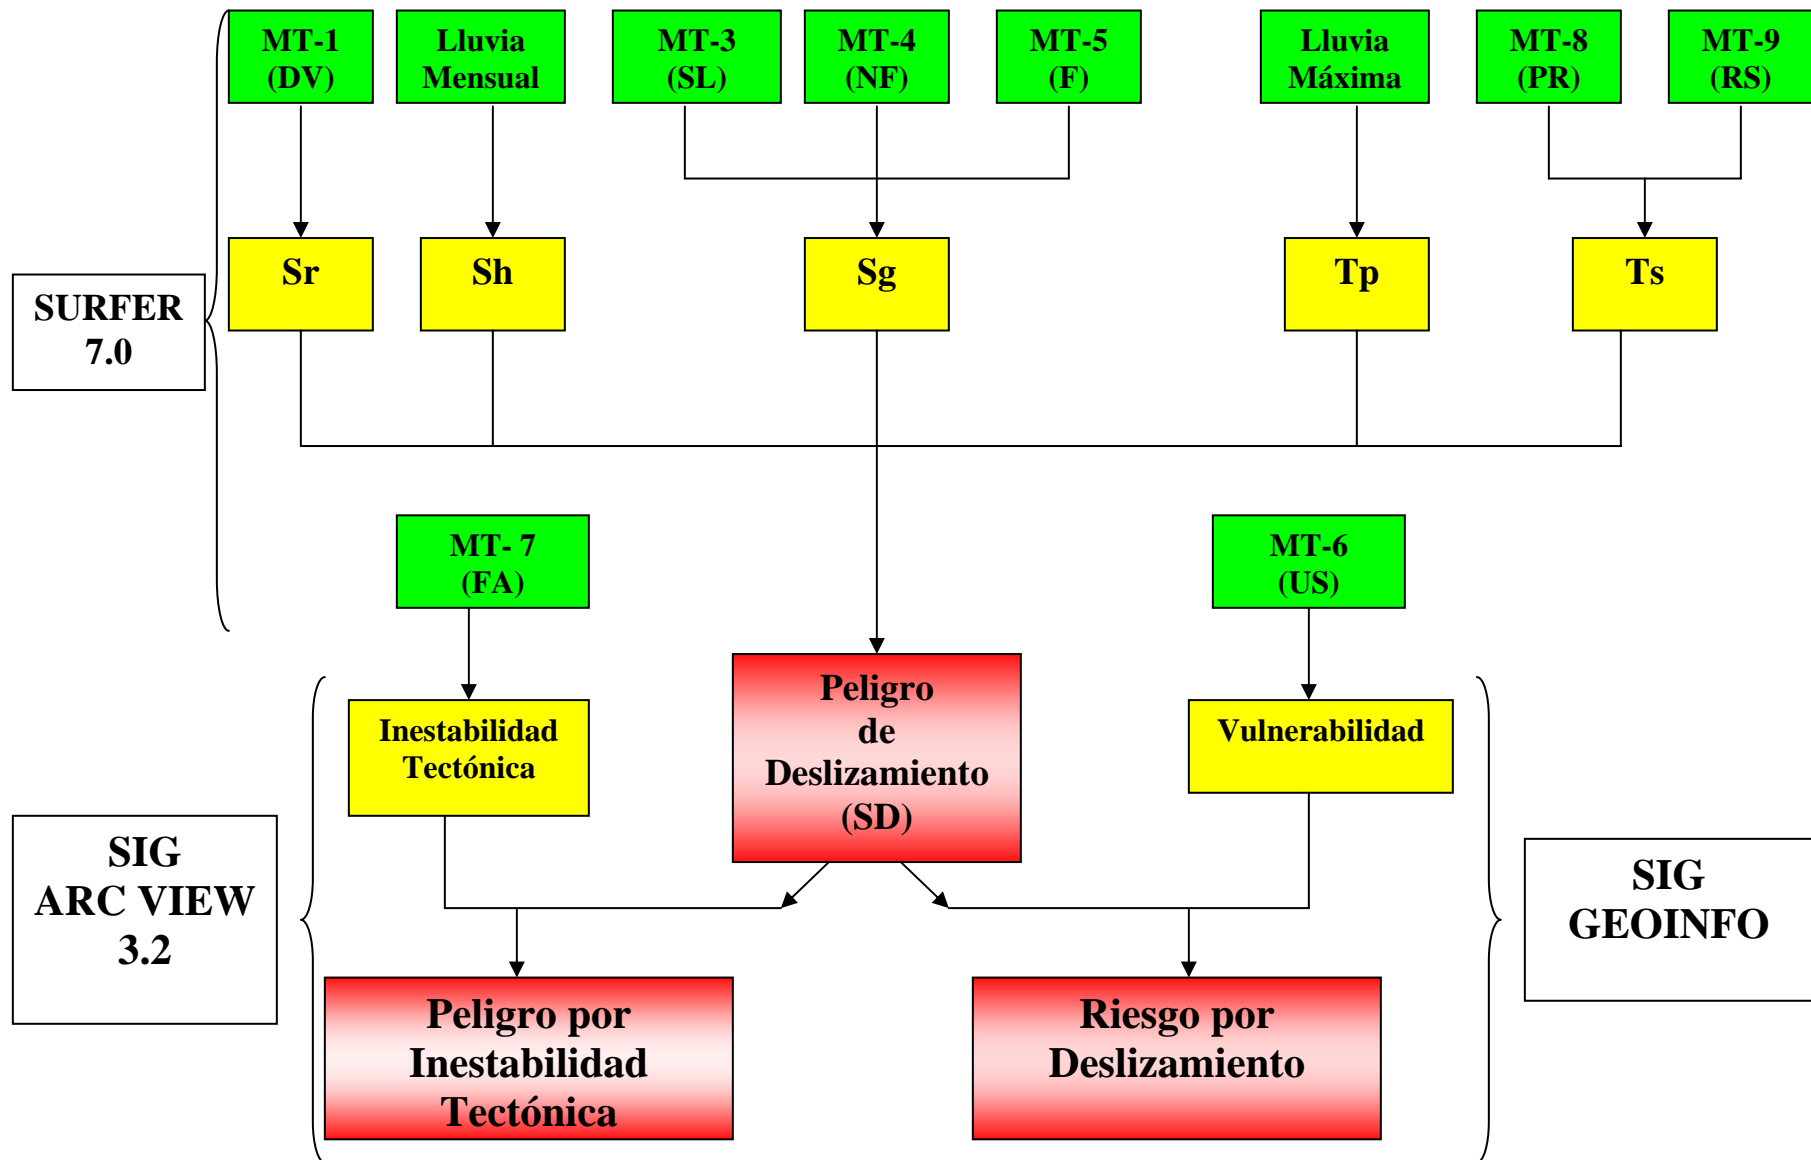 MT-1
(DV)
Lluvia
Mensual
MT-3
(SL)
MT-4
(NF)
MT-5
(F)
Lluvia
Máxima
MT-8
(PR)
MT-9
(RS)
Sr
Sh
Sg
Tp
Ts
SURFER
7.0
MT- 7
(FA)
MT-6
(US)
Inestabilidad
Tectónica
Peligro
de
Deslizamiento
(SD)
Vulnerabilidad
SIG
ARC VIEW
3.2
SIG
GEOINFO
Peligro por
Inestabilidad
Tectónica
Riesgo por
Deslizamiento